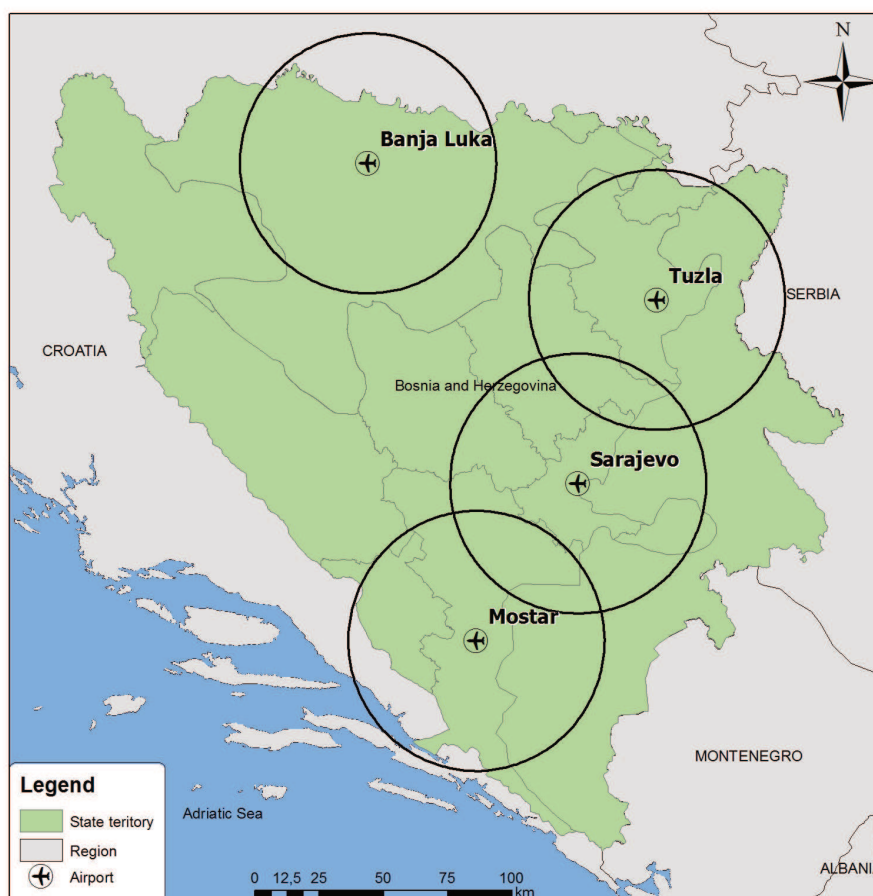 N
Banja Luka
Tuzla
SERBIA
CROATIA
Bosnia and Herzegovina
Sarajevo
Mostar
MONTENEGRO
Legend
State teritory
Region
Airport
Adriatic Sea
0 12,5 25 50 75 100
km
ALBANI